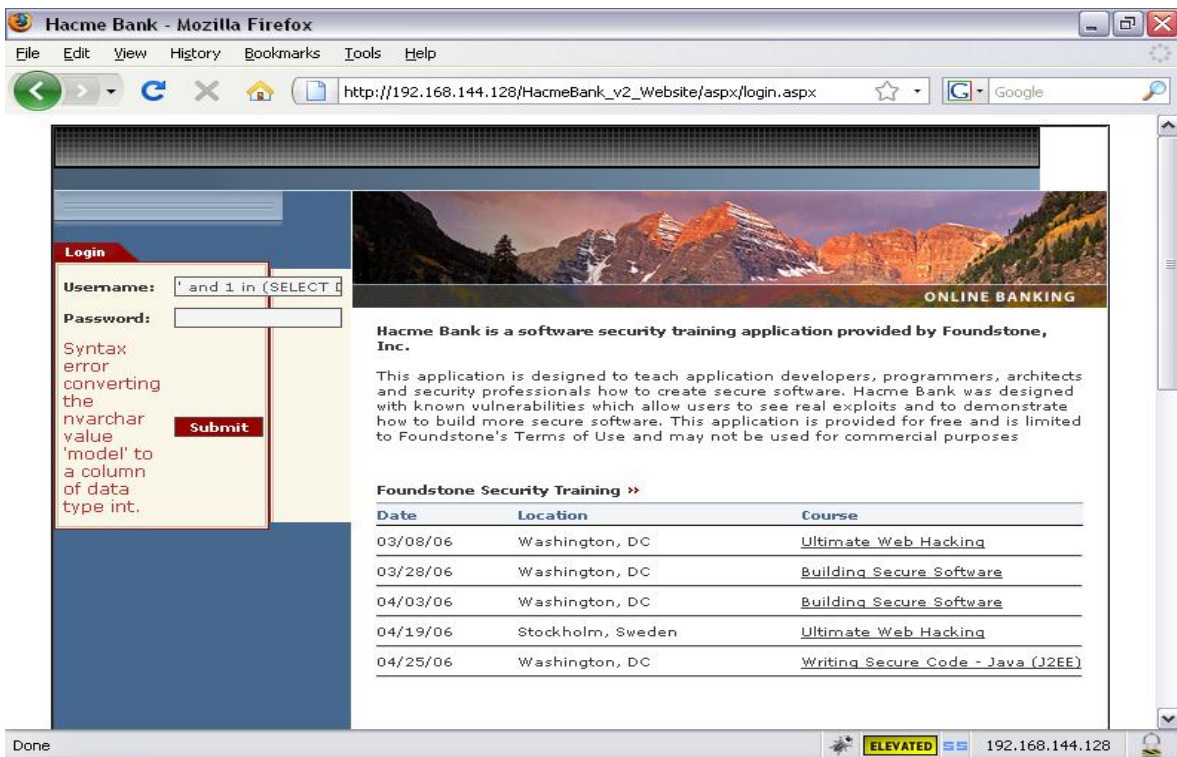 Hacme Bank - Mozilla Firefox
File Edit View History Bookmarks Tools Help
http://192.168.144.128/HacmeBank_v2_Website/aspx/login.aspx
G Google
Login
Username: ' and 1 in (SELECT
Password:
Syntax
error
converting
the
nvarchar
value
'model' to
a column
of data
type int.
Submit
ONLINE BANKING
Hacme Bank is a software security training application provided by Foundstone,
Inc.
This application is designed to teach application developers, programmers, architects
and security professionals how to create secure software. Hacme Bank was designed
with known vulnerabilities which allow users to see real exploits and to demonstrate
how to build more secure software. This application is provided for free and is limited
to Foundstone's Terms of Use and may not be used for commercial purposes
Foundstone Security Training »
Date Location Course
03/08/06 Washington, DC Ultimate Web Hacking
03/28/06 Washington, DC Building Secure Software
04/03/06 Washington, DC Building Secure Software
04/19/06 Stockholm, Sweden Ultimate Web Hacking
04/25/06 Washington, DC Writing Secure Code - Java (J2EE)
Done
ELEVATED SS 192.168.144.128